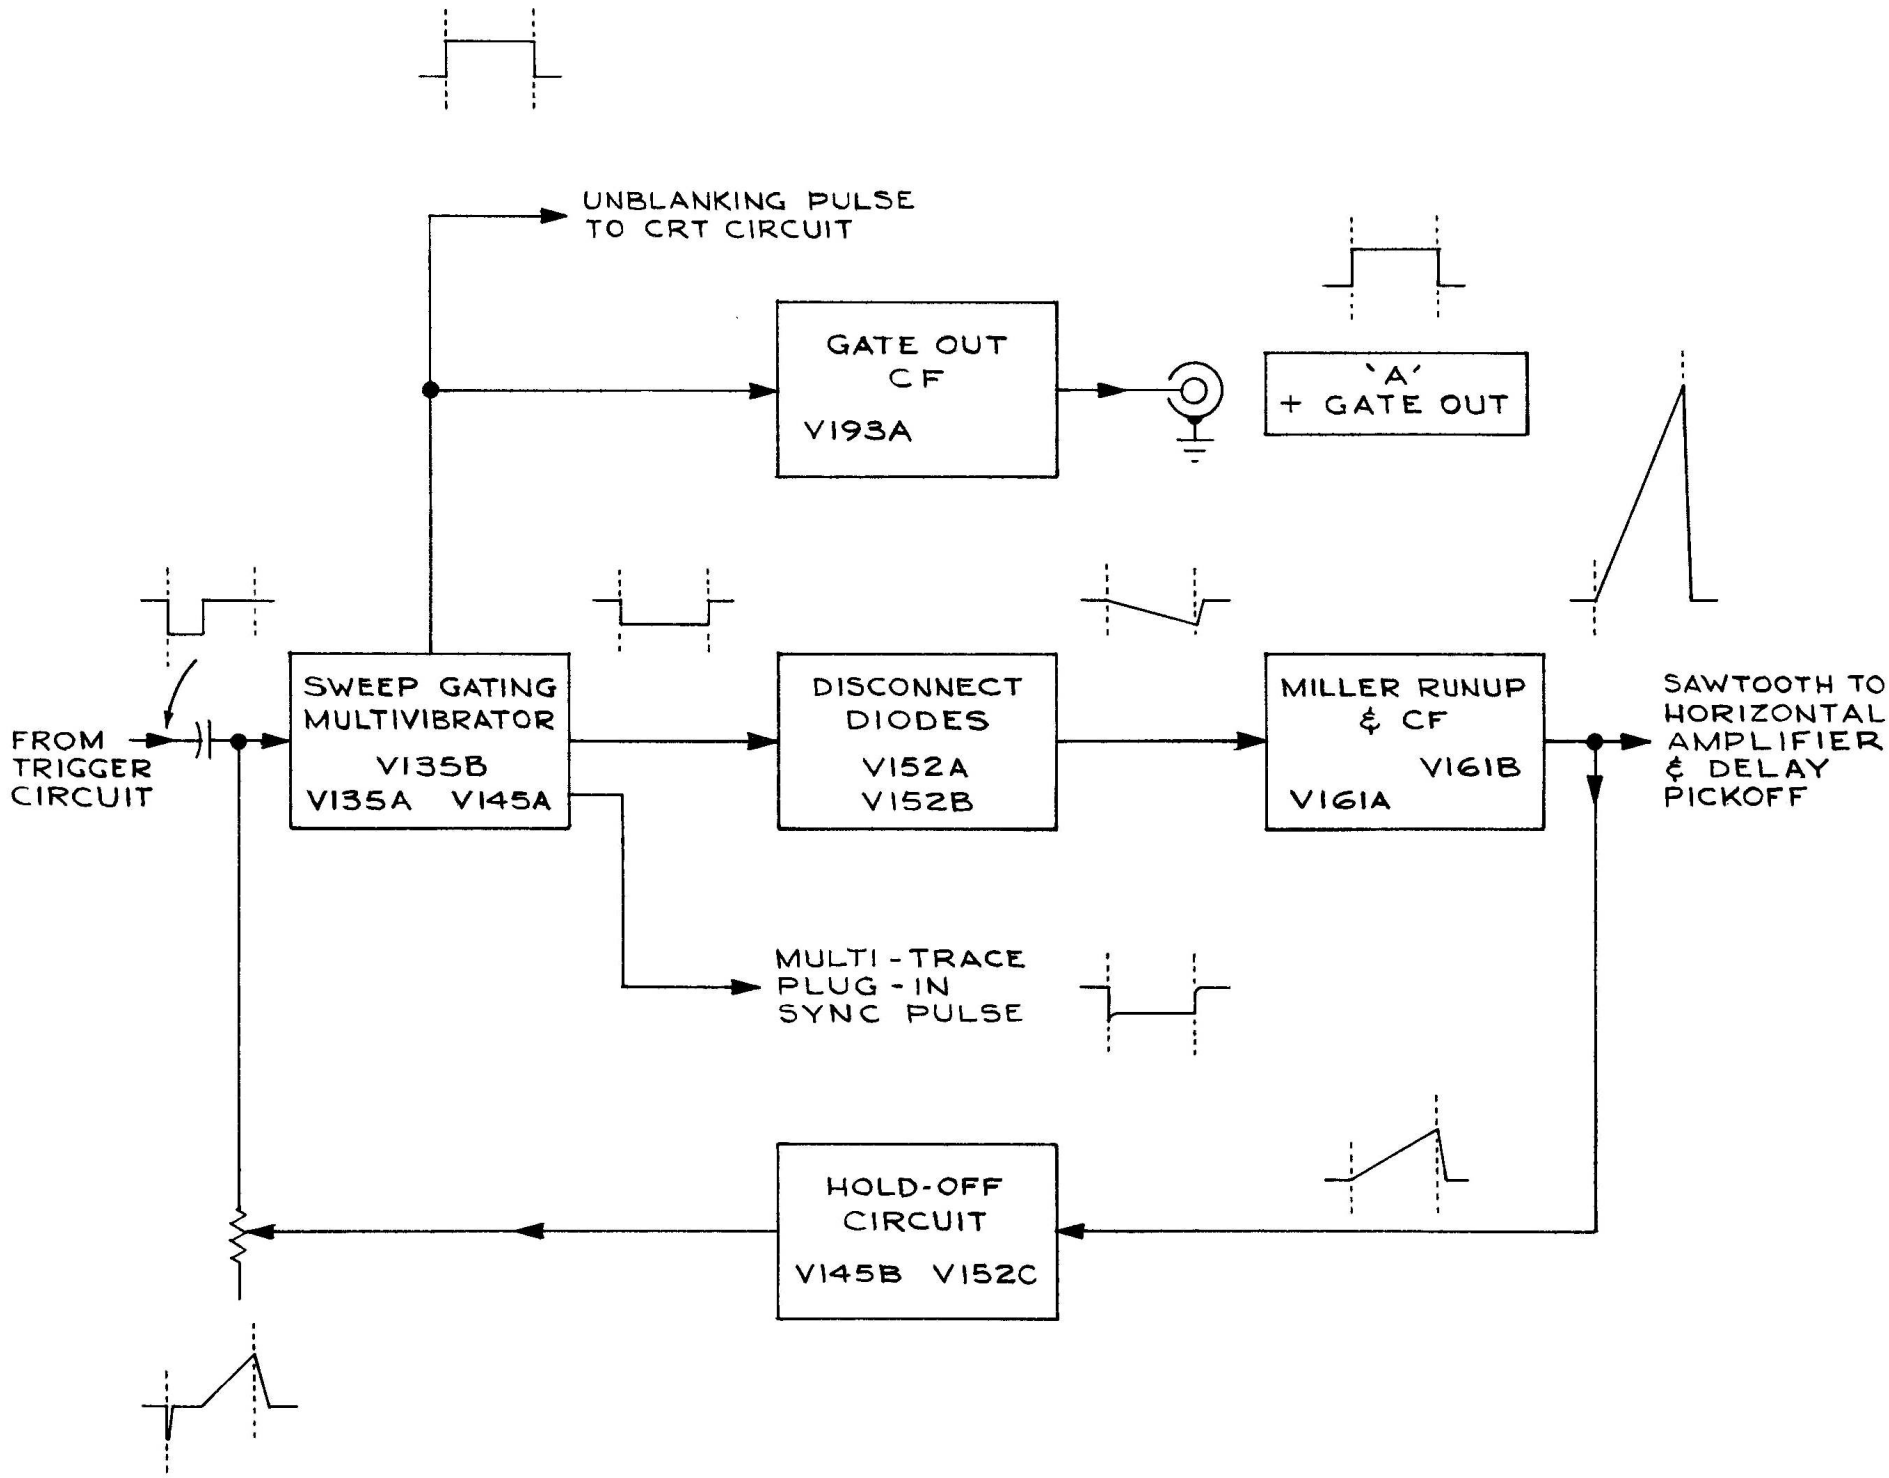 UNBLANKING PULSE
TO CRT CIRCUIT
GATE OUT
CF
V193A
'A'
+ GATE OUT
FROM
TRIGGER
CIRCUIT
SWEEP GATING
MULTIVIBRATOR
V135B
V135A V145A
DISCONNECT
DIODES
V152A
V152B
MILLER RUNUP
& CF
V161B
V161A
SAWTOOTH TO
HORIZONTAL
AMPLIFIER
& DELAY
PICKOFF
MULTI-TRACE
PLUG-IN
SYNC PULSE
HOLD-OFF
CIRCUIT
V145B V152C